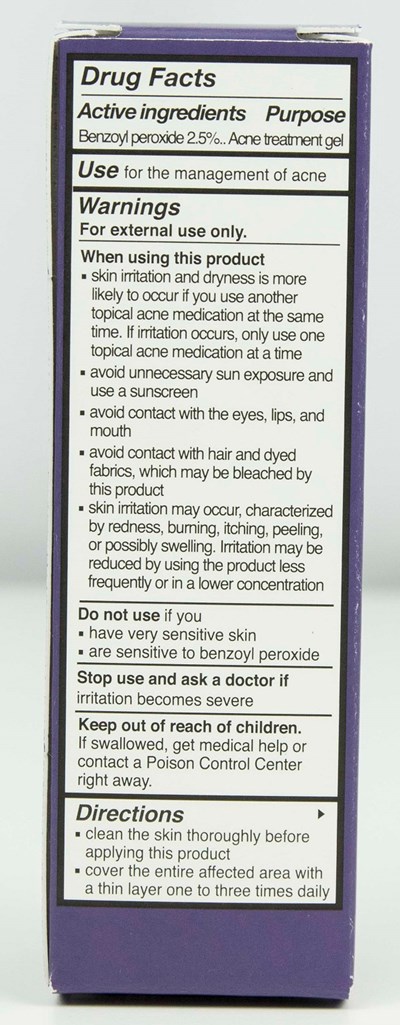 Drug Facts
Active ingredients Purpose
Benzoyl peroxide 2.5%.. Acne treatment gel
Use for the management of acne
Warnings
For external use only.
When using this product
▪ skin irritation and dryness is more
likely to occur if you use another
topical acne medication at the same
time. If irritation occurs, only use one
topical acne medication at a time
▪ avoid unnecessary sun exposure and
use a sunscreen
▪ avoid contact with the eyes, lips, and
mouth
▪ avoid contact with hair and dyed
fabrics, which may be bleached by
this product
▪ skin irritation may occur, characterized
by redness, burning, itching, peeling,
or possibly swelling. Irritation may be
reduced by using the product less
frequently or in a lower concentration
Do not use if you
▪ have very sensitive skin
▪ are sensitive to benzoyl peroxide
Stop use and ask a doctor if
irritation becomes severe
Keep out of reach of children.
If swallowed, get medical help or
contact a Poison Control Center
right away.
Directions
▪ clean the skin thoroughly before
applying this product
▪ cover the entire affected area with
a thin layer one to three times daily